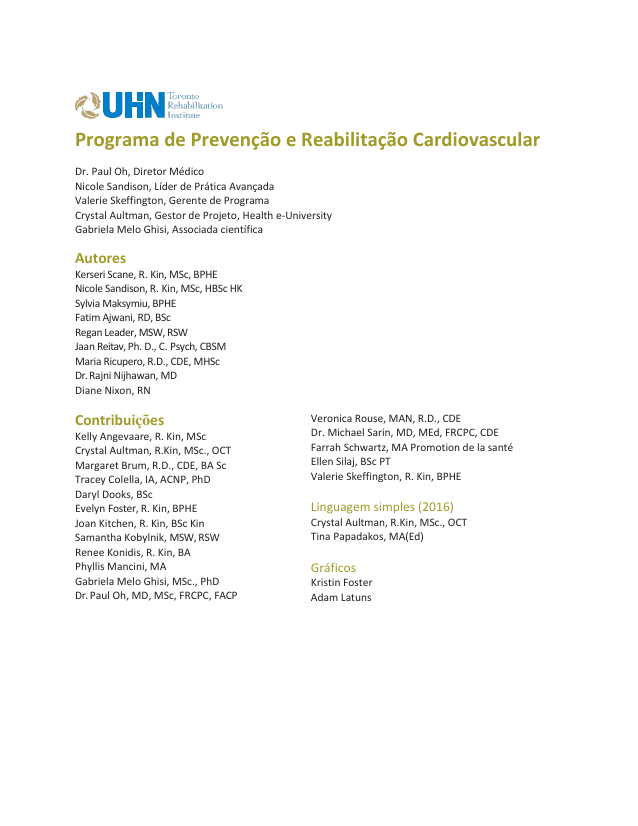 UHN Toronto
Rehabilitation
Institute
Programa de Prevenção e Reabilitação Cardiovascular
Dr. Paul Oh, Diretor Médico
Nicole Sandison, Líder de Prática Avançada
Valerie Skeffington, Gerente de Programa
Crystal Aultman, Gestor de Projeto, Health e-University
Gabriela Melo Ghisi, Associada científica
Autores
Kerseri Scane, R. Kin, MSc, BPHE
Nicole Sandison, R. Kin, MSc, HBSc HK
Sylvia Maksymiu, BPHE
Fatim Ajwani, RD, BSc
Regan Leader, MSW, RSW
Jaan Reitav, Ph. D., C. Psych, CBSM
Maria Ricupero, R.D., CDE, MHSc
Dr. Rajni Nijhawan, MD
Diane Nixon, RN
Contribuições
Kelly Angevaare, R. Kin, MSc
Crystal Aultman, R.Kin, MSc., OCT
Margaret Brum, R.D., CDE, BA Sc
Tracey Colella, IA, ACNP, PhD
Daryl Dooks, BSc
Evelyn Foster, R. Kin, BPHE
Joan Kitchen, R. Kin, BSc Kin
Samantha Kobylnik, MSW, RSW
Renee Konidis, R. Kin, BA
Phyllis Mancini, MA
Gabriela Melo Ghisi, MSc., PhD
Dr. Paul Oh, MD, MSc, FRCPC, FACP
Veronica Rouse, MAN, R.D., CDE
Dr. Michael Sarin, MD, MEd, FRCPC, CDE
Farrah Schwartz, MA Promotion de la santé
Ellen Silaj, BSc PT
Valerie Skeffington, R. Kin, BPHE
Linguagem simples (2016)
Crystal Aultman, R.Kin, MSc., OCT
Tina Papadakos, MA(Ed)
Gráficos
Kristin Foster
Adam Latuns